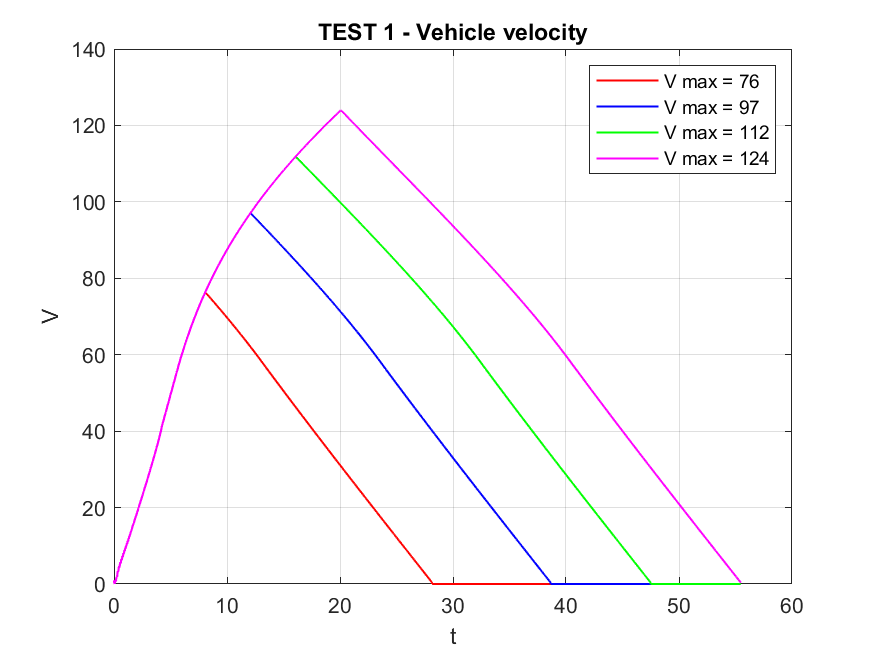 TEST 1 - Vehicle velocity
V
140
120
100
80
60
40
20
0
V max = 76
V max = 97
V max = 112
V max = 124
0 10 20 30 40 50 60
t